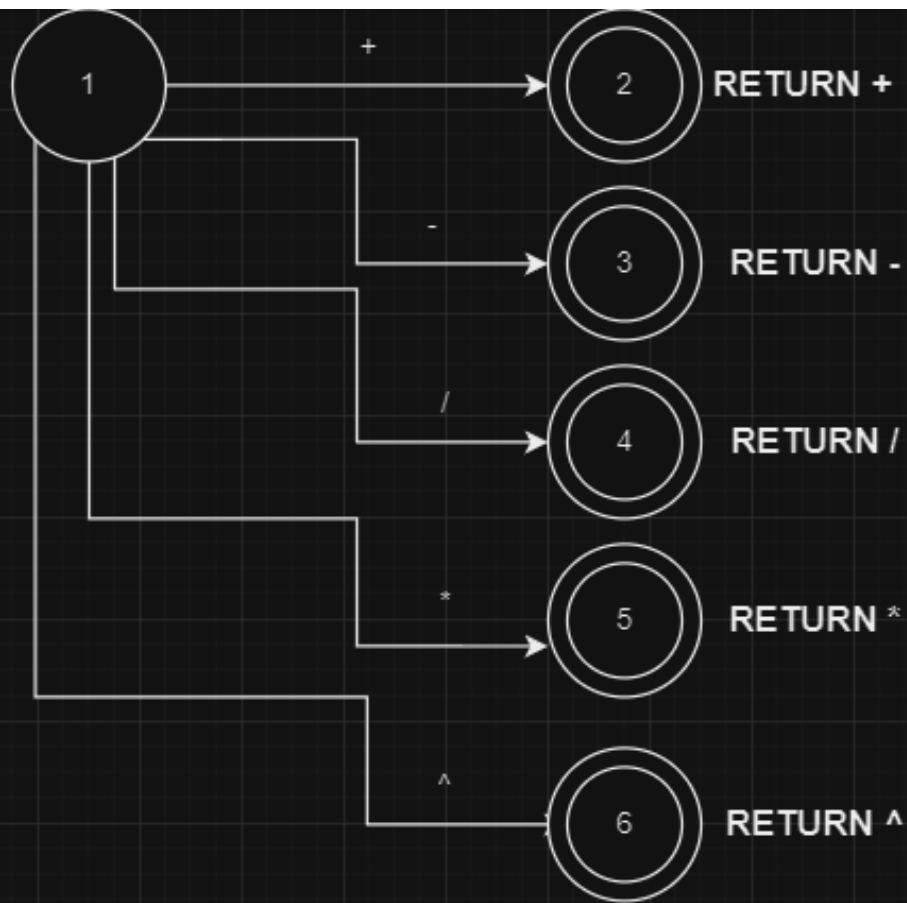 +
1
2
RETURN +
-
3
RETURN -
/
4
RETURN /
*
5
RETURN *
^
6
RETURN ^